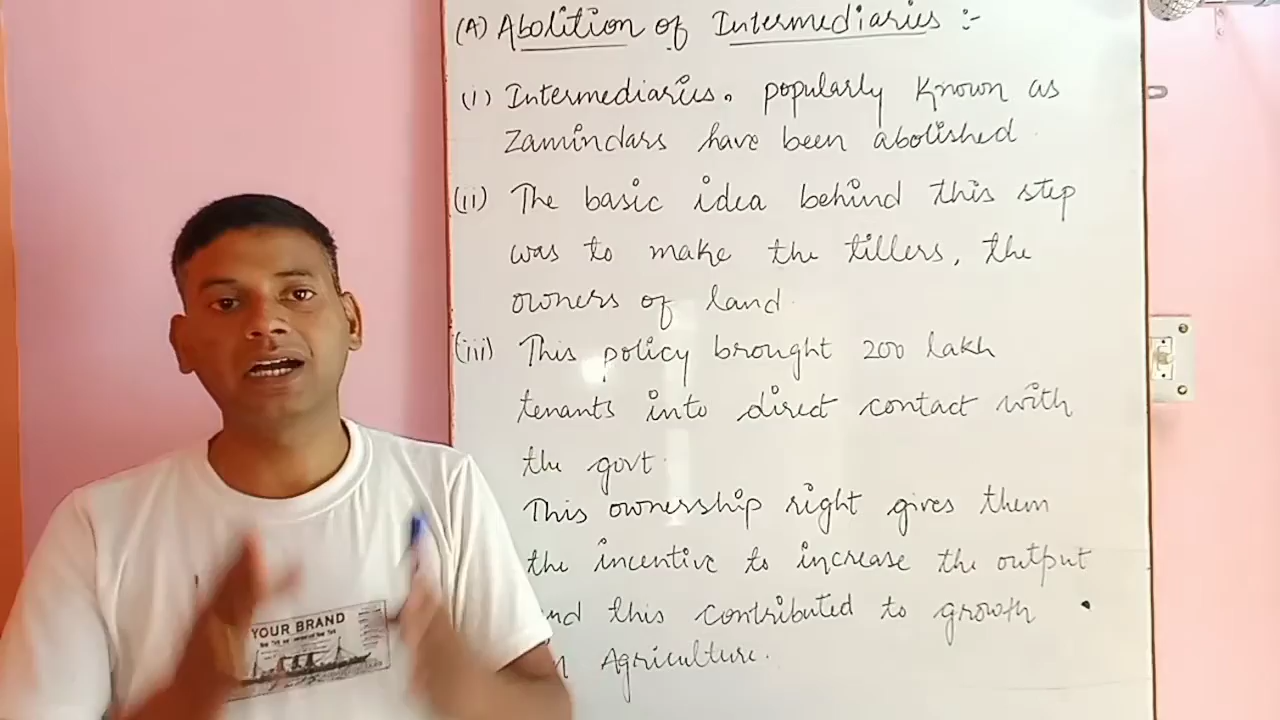 (A) Abolition of Intermediaries :-
(i) Intermediaries. popularly Known as
Zamindars have been abolished
(ii) The basic idea behind this step
was to make the tillers, the
owners of land.
(iii) This policy brought 200 lakh
tenants into direct contact with
the govt.
This ownership right gives them
the incentive to increase the output
nd this contributed to growth
n Agriculture.
YOUR BRAND